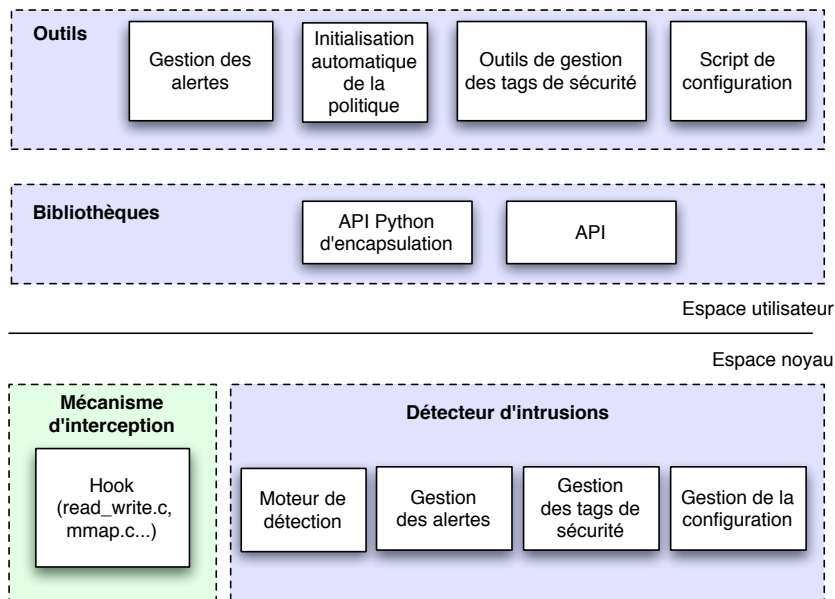 Outils
Gestion des
alertes
Initialisation
automatique
de la
politique
Outils de gestion
des tags de sécurité
Script de
configuration
Bibliothèques
API Python
d'encapsulation
API
Espace utilisateur
Espace noyau
Mécanisme
d'interception
Hook
(read_write.c,
mmap.c...)
Détecteur d'intrusions
Moteur de
détection
Gestion
des alertes
Gestion
des tags de
sécurité
Gestion de la
configuration